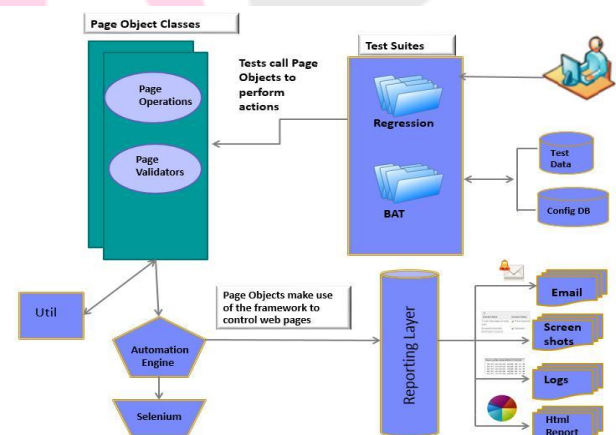 Page Object Classes
Test Suites
Tests call Page
Objects to
perform
actions
Page
Operations
Page
Validators
Regression
BAT
Test
Data
Config DB
Util
Page Objects make use
of the framework to
control web pages
Automation
Engine
Selenium
Reporting Layer
Email
Screen
shots
Logs
Html
Report